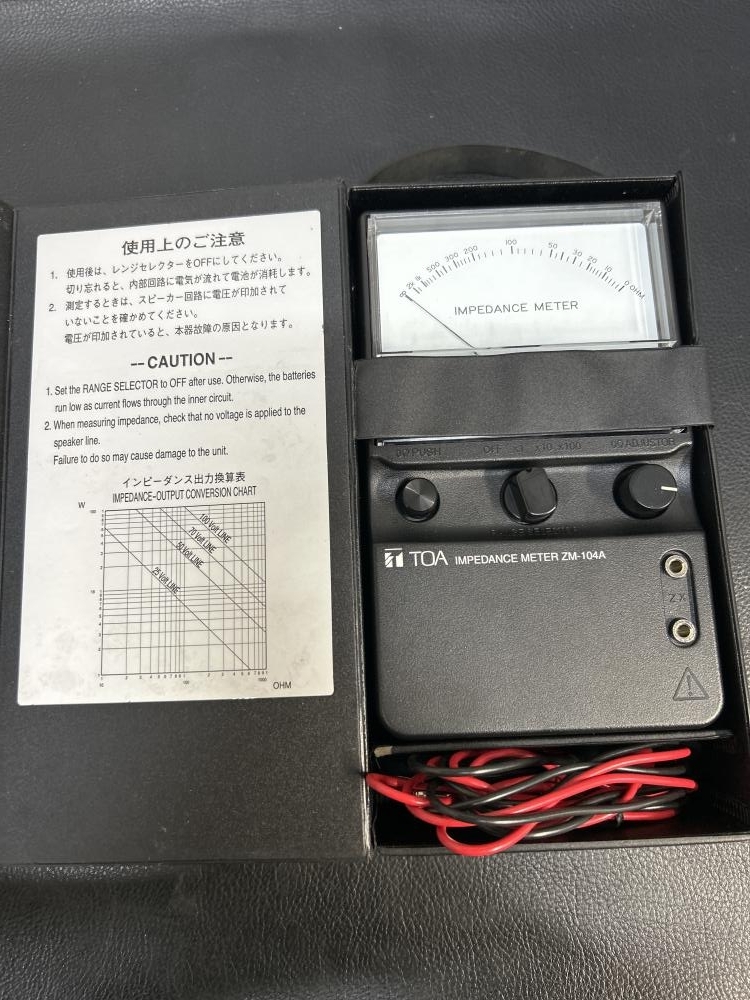 使用上のご注意
1. 使用後は、レンジセレクターをOFFにしてください。
切り忘れると、内部回路に電気が流れて電池が消耗します。
2. 測定するときは、スピーカー回路に電圧が印加されて
いないことを確かめてください。
電圧が印加されていると、本器故障の原因となります。
-- CAUTION --
1. Set the RANGE SELECTOR to OFF after use. Otherwise, the batteries
run low as current flows through the inner circuit.
2. When measuring impedance, check that no voltage is applied to the
speaker line.
Failure to do so may cause damage to the unit.
インピーダンス出力換算表
IMPEDANCE-OUTPUT CONVERSION CHART
W
100 Volt LINE
70 Volt LINE
50 Volt LINE
25 Volt LINE
OHM
∞ 2k 1k 500 300 200 100 50 30 20 10 0 OHM
IMPEDANCE METER
0Ω PUSH OFF ×1 ×10 ×100 0Ω ADJUSTOR
RANGE SELECTOR
TOA IMPEDANCE METER ZM-104A
Z X